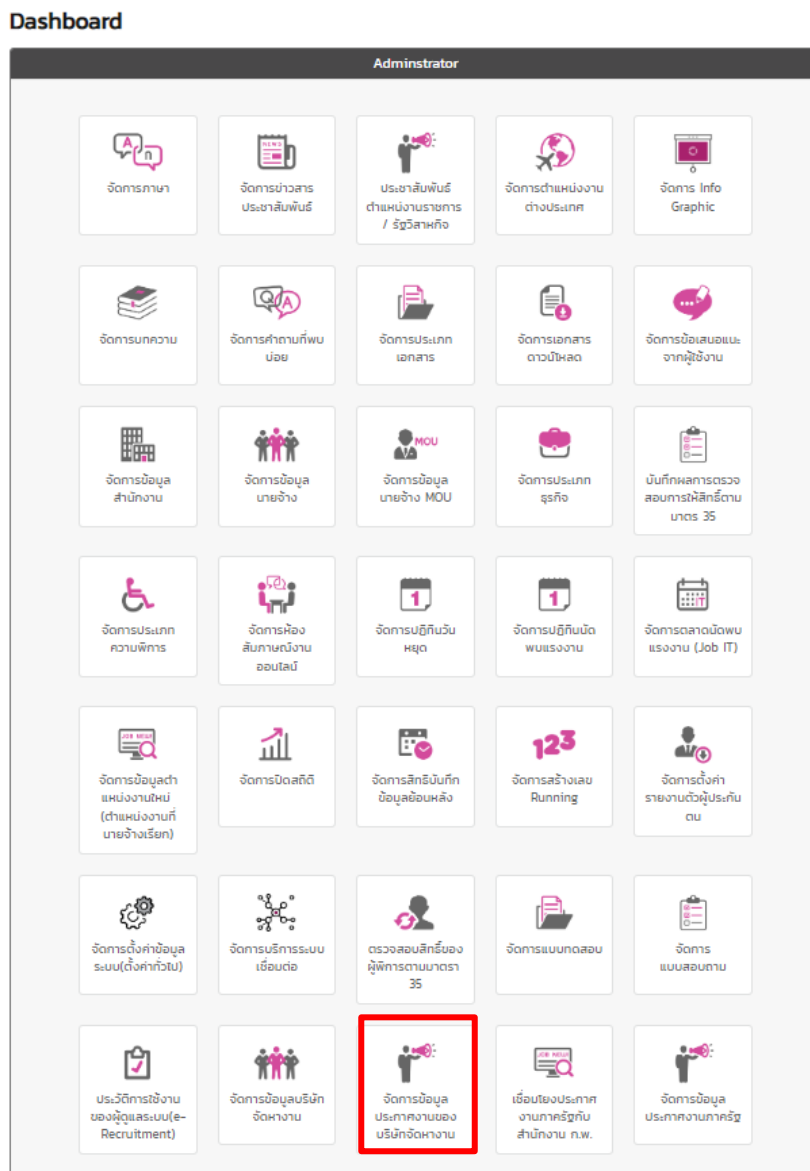 Dashboard
Adminstrator
จัดการภาษา
จัดการข่าวสาร
ประชาสัมพันธ์
ประชาสัมพันธ์
ตำแหน่งงานราชการ
/ รัฐวิสาหกิจ
จัดการตำแหน่งงาน
ต่างประเทศ
จัดการ Info
Graphic
จัดการบทความ
จัดการคำถามที่พบ
บ่อย
จัดการประเภท
เอกสาร
จัดการเอกสาร
ดาวน์โหลด
จัดการข้อเสนอแนะ
จากผู้ใช้งาน
จัดการข้อมูล
สำนักงาน
จัดการข้อมูล
นายจ้าง
MOU
จัดการข้อมูล
นายจ้าง MOU
จัดการประเภท
ธุรกิจ
บันทึกผลการตรวจ
สอบการให้สิทธิ์ตาม
มาตร 35
จัดการประเภท
ความพิการ
จัดการห้อง
สัมภาษณ์งาน
ออนไลน์
1
จัดการปฏิทินวัน
หยุด
1
จัดการปฏิทินนัด
พบแรงงาน
IT
จัดการตลาดนัดพบ
แรงงาน (Job IT)
JOB NOW
จัดการข้อมูลตำ
แหน่งงานใหม่
(ตำแหน่งงานที่
นายจ้างเรียก)
จัดการปิดสถิติ
จัดการสิทธิบันทึก
ข้อมูลย้อนหลัง
123
จัดการสร้างเลข
Running
จัดการตั้งค่า
รายงานตัวผู้ประกัน
ตน
จัดการตั้งค่าข้อมูล
ระบบ(ตั้งค่าทั่วไป)
จัดการบริการระบบ
เชื่อมต่อ
ตรวจสอบสิทธิ์ของ
ผู้พิการตามมาตรา
35
จัดการแบบทดสอบ
จัดการ
แบบสอบถาม
ประวัติการใช้งาน
ของผู้ดูแลระบบ(e-
Recruitment)
จัดการข้อมูลบริษัท
จัดหางาน
จัดการข้อมูล
ประกาศงานของ
บริษัทจัดหางาน
JOB NOW
เชื่อมโยงประกาศ
งานภาครัฐกับ
สำนักงาน ก.พ.
จัดการข้อมูล
ประกาศงานภาครัฐ